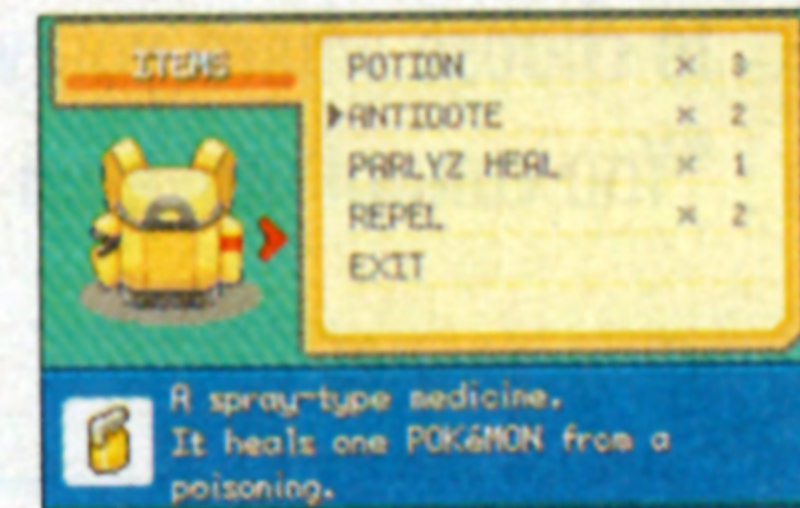 ITEMS
POTION × 3
ANTIDOTE × 2
PARLYZ HEAL × 1
REPEL × 2
EXIT
A spray-type medicine.
It heals one POKéMON from a
poisoning.